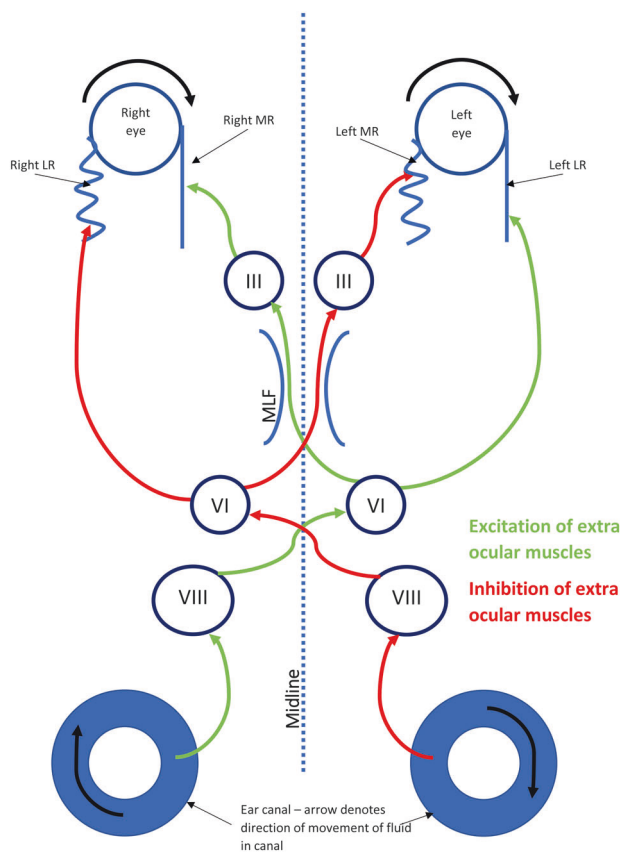 Right
eye
Left
eye
Right MR
Left MR
Right LR
Left LR
III
III
MLF
VI
VI
Excitation of extra
ocular muscles
VIII
VIII
Inhibition of extra
ocular muscles
Midline
Ear canal – arrow denotes
direction of movement of fluid
in canal